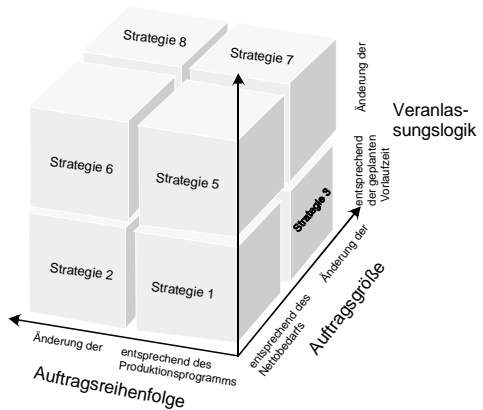 Strategie 8
Strategie 7
Strategie 6
Strategie 5
Strategie 3
Strategie 2
Strategie 1
Änderung der
Veranlas-
sungslogik
entsprechend
der geplanten
Vorlaufzeit
Änderung der
entsprechend des
Nettobedarfs
Auftragsgröße
Änderung der
entsprechend des
Produktionsprogramms
Auftragsreihenfolge